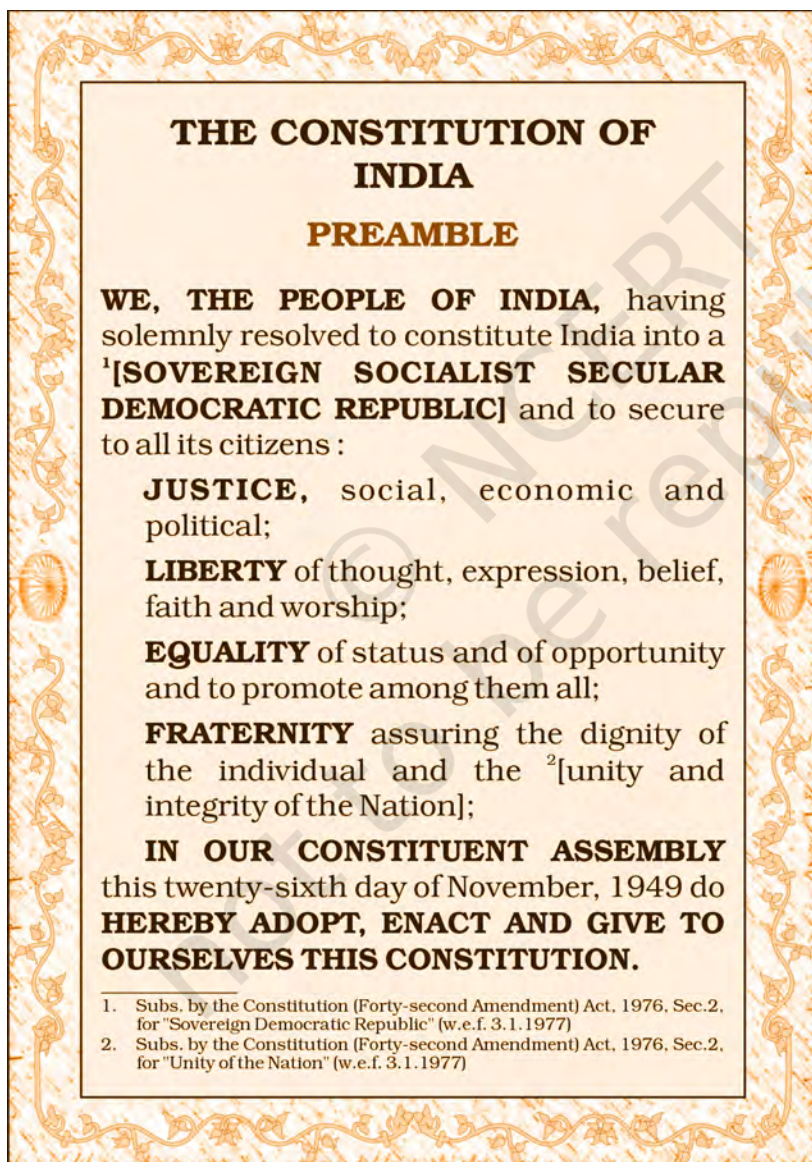 THE CONSTITUTION OF
INDIA
PREAMBLE
WE, THE PEOPLE OF INDIA, having
solemnly resolved to constitute India into a
1[SOVEREIGN SOCIALIST SECULAR
DEMOCRATIC REPUBLIC] and to secure
to all its citizens :
JUSTICE, social, economic and
political;
LIBERTY of thought, expression, belief,
faith and worship;
EQUALITY of status and of opportunity
and to promote among them all;
FRATERNITY assuring the dignity of
the individual and the 2[unity and
integrity of the Nation];
IN OUR CONSTITUENT ASSEMBLY
this twenty-sixth day of November, 1949 do
HEREBY ADOPT, ENACT AND GIVE TO
OURSELVES THIS CONSTITUTION.
1. Subs. by the Constitution (Forty-second Amendment) Act, 1976, Sec.2,
for "Sovereign Democratic Republic" (w.e.f. 3.1.1977)
2. Subs. by the Constitution (Forty-second Amendment) Act, 1976, Sec.2,
for "Unity of the Nation" (w.e.f. 3.1.1977)
© NCERT
not to be